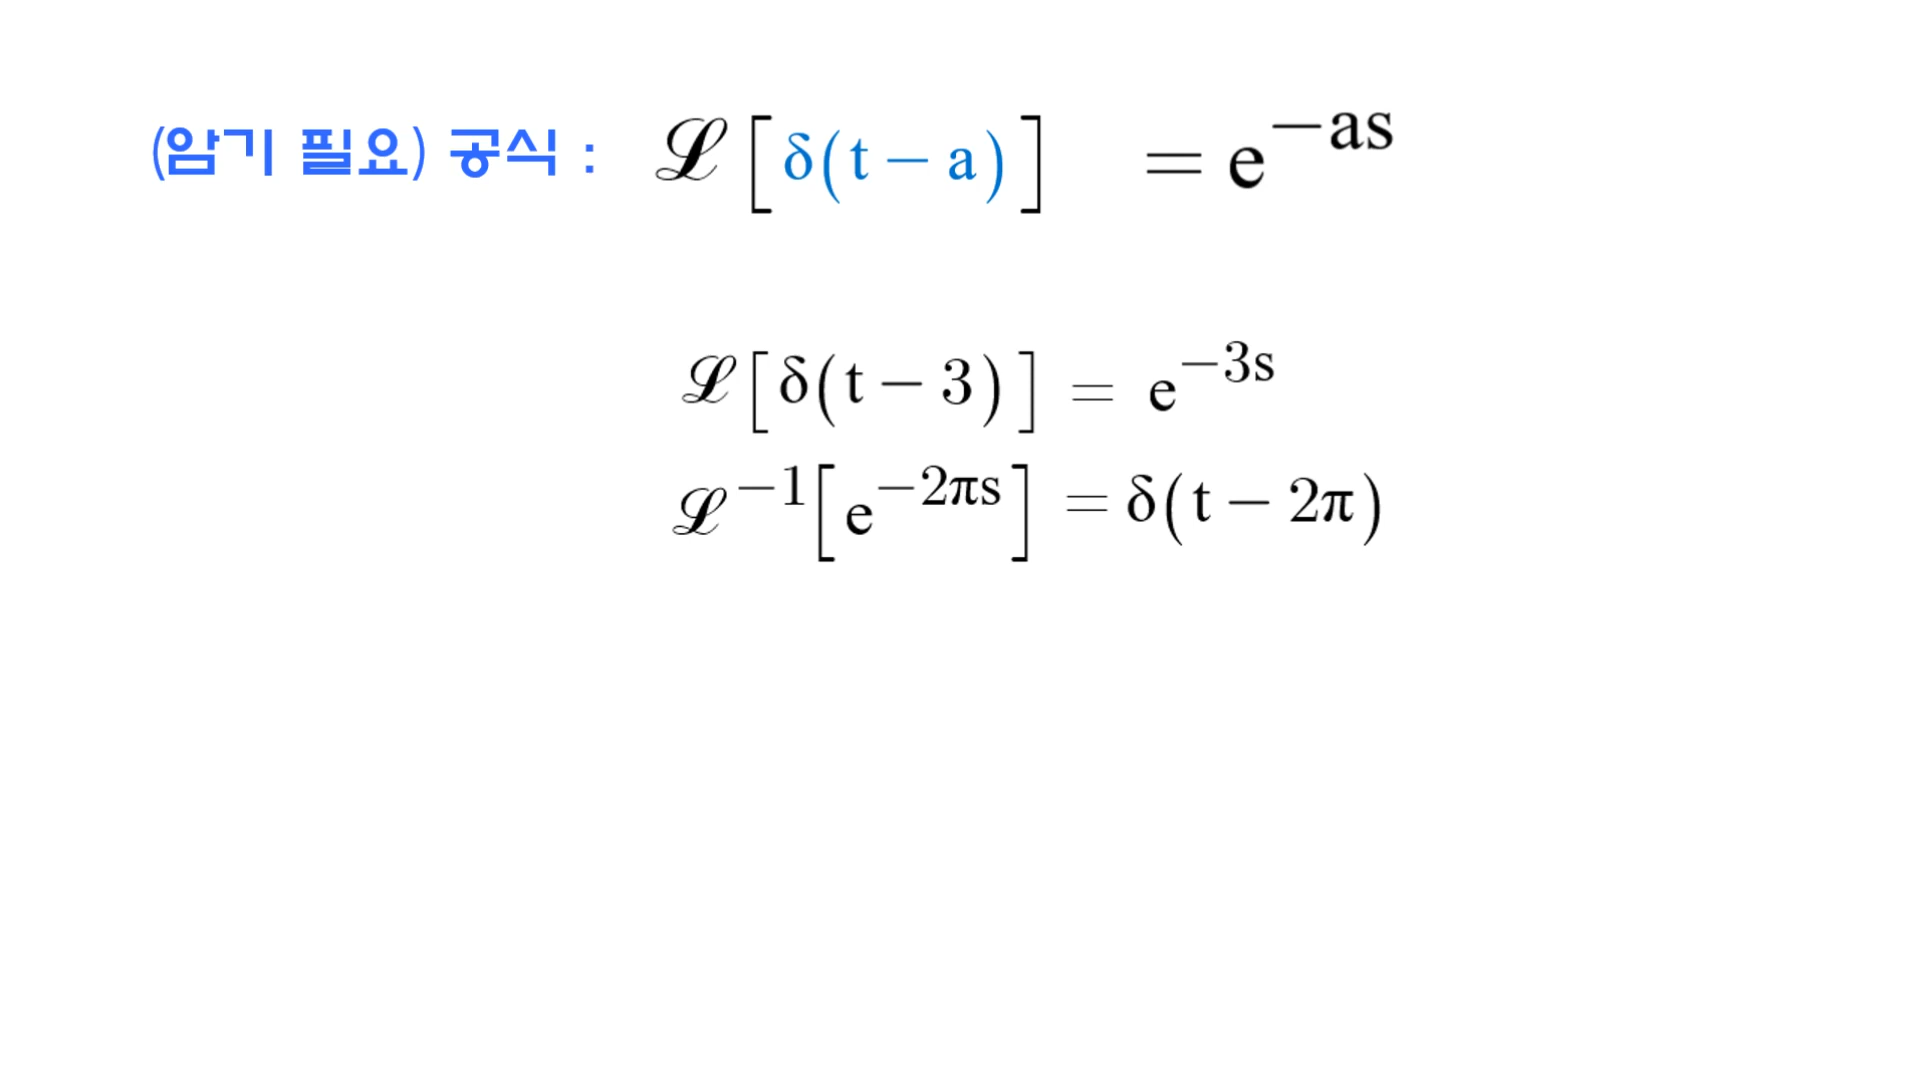 (암기 필요) 공식 : ℒ[δ(t − a)] = e^{−as}
ℒ[δ(t − 3)] = e^{−3s}
ℒ^{−1}[e^{−2πs}] = δ(t − 2π)